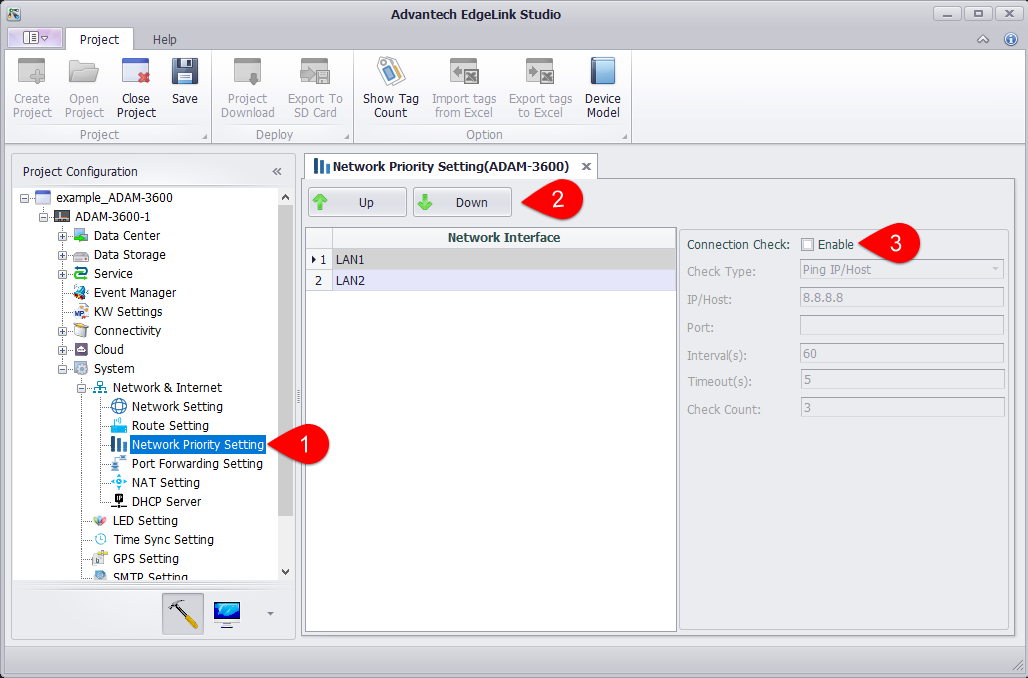 Advantech EdgeLink Studio
Project Help
Create Project
Open Project
Close Project
Save
Project Download
Export To SD Card
Show Tag Count
Import tags from Excel
Export tags to Excel
Device Model
Project
Deploy
Option
Project Configuration
example_ADAM-3600
ADAM-3600-1
Data Center
Data Storage
Service
Event Manager
KW Settings
Connectivity
Cloud
System
Network & Internet
Network Setting
Route Setting
Network Priority Setting
1
Port Forwarding Setting
NAT Setting
DHCP Server
LED Setting
Time Sync Setting
GPS Setting
SMTP Setting
Network Priority Setting(ADAM-3600)
Up Down
2
Network Interface
1 LAN1
2 LAN2
Connection Check: Enable
3
Check Type: Ping IP/Host
IP/Host: 8.8.8.8
Port:
Interval(s): 60
Timeout(s): 5
Check Count: 3